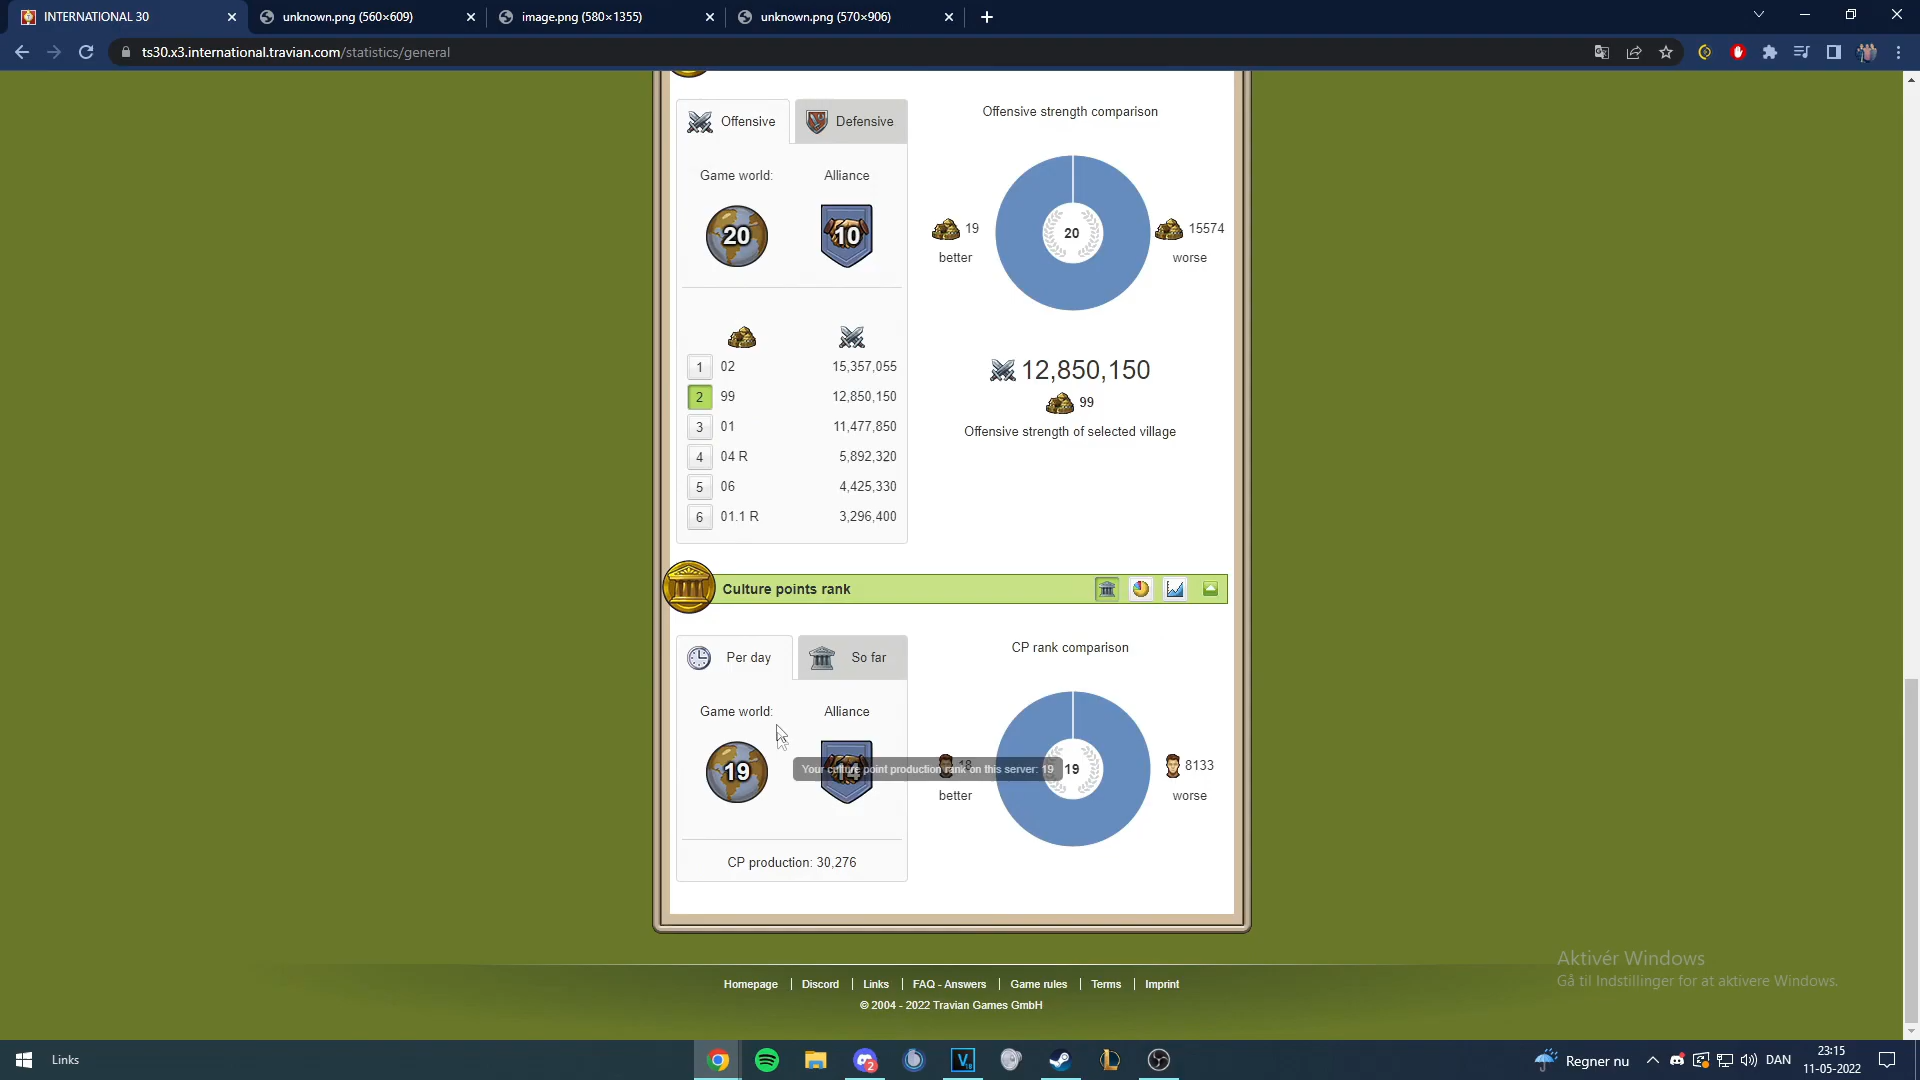 INTERNATIONAL 30
unknown.png (560×609)
image.png (580×1355)
unknown.png (570×906)
ts30.x3.international.travian.com/statistics/general
Offensive
Defensive
Offensive strength comparison
Game world:
Alliance
20
10
19
better
20
15574
worse
1 02 15,357,055
2 99 12,850,150
3 01 11,477,850
4 04 R 5,892,320
5 06 4,425,330
6 01.1 R 3,296,400
12,850,150
99
Offensive strength of selected village
Culture points rank
Per day
So far
CP rank comparison
Game world:
Alliance
19
14
Your culture point production rank on this server: 19
18
better
19
8133
worse
CP production: 30,276
Aktivér Windows
Gå til Indstillinger for at aktivere Windows.
Homepage | Discord | Links | FAQ - Answers | Game rules | Terms | Imprint
© 2004 - 2022 Travian Games GmbH
Links
2
Regner nu
DAN
23:15
11-05-2022